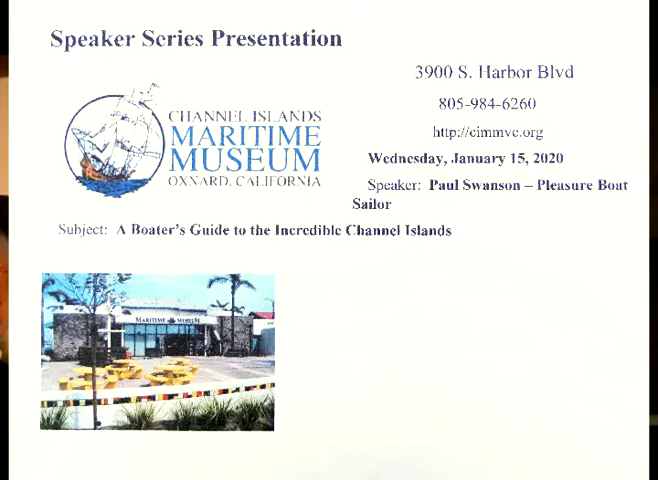 Speaker Series Presentation
3900 S. Harbor Blvd
805-984-6260
http://cimmvc.org
CHANNEL ISLANDS
MARITIME
MUSEUM
OXNARD, CALIFORNIA
Wednesday, January 15, 2020
Speaker: Paul Swanson – Pleasure Boat
Sailor
Subject: A Boater's Guide to the Incredible Channel Islands
MARITIME MUSEUM